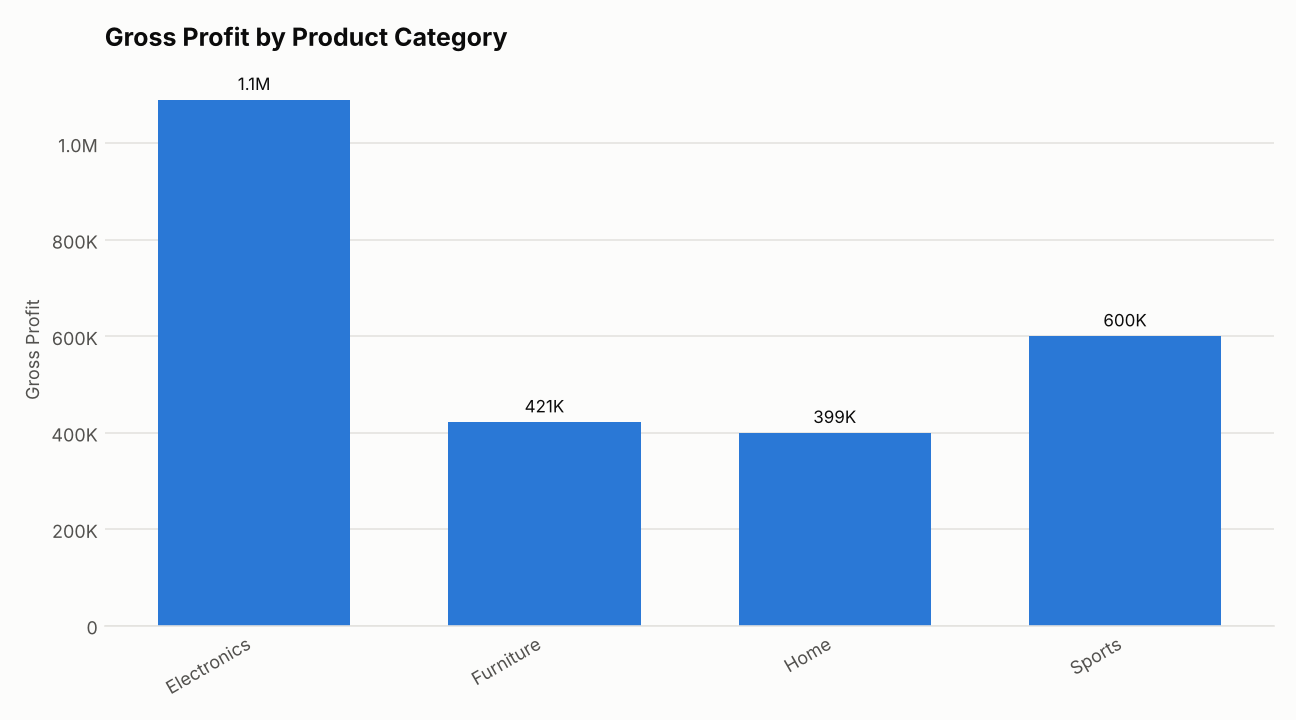 Gross Profit by Product Category
1.1M
1.0M
800K
600K
400K
200K
0
Gross Profit
421K
399K
600K
Electronics
Furniture
Home
Sports